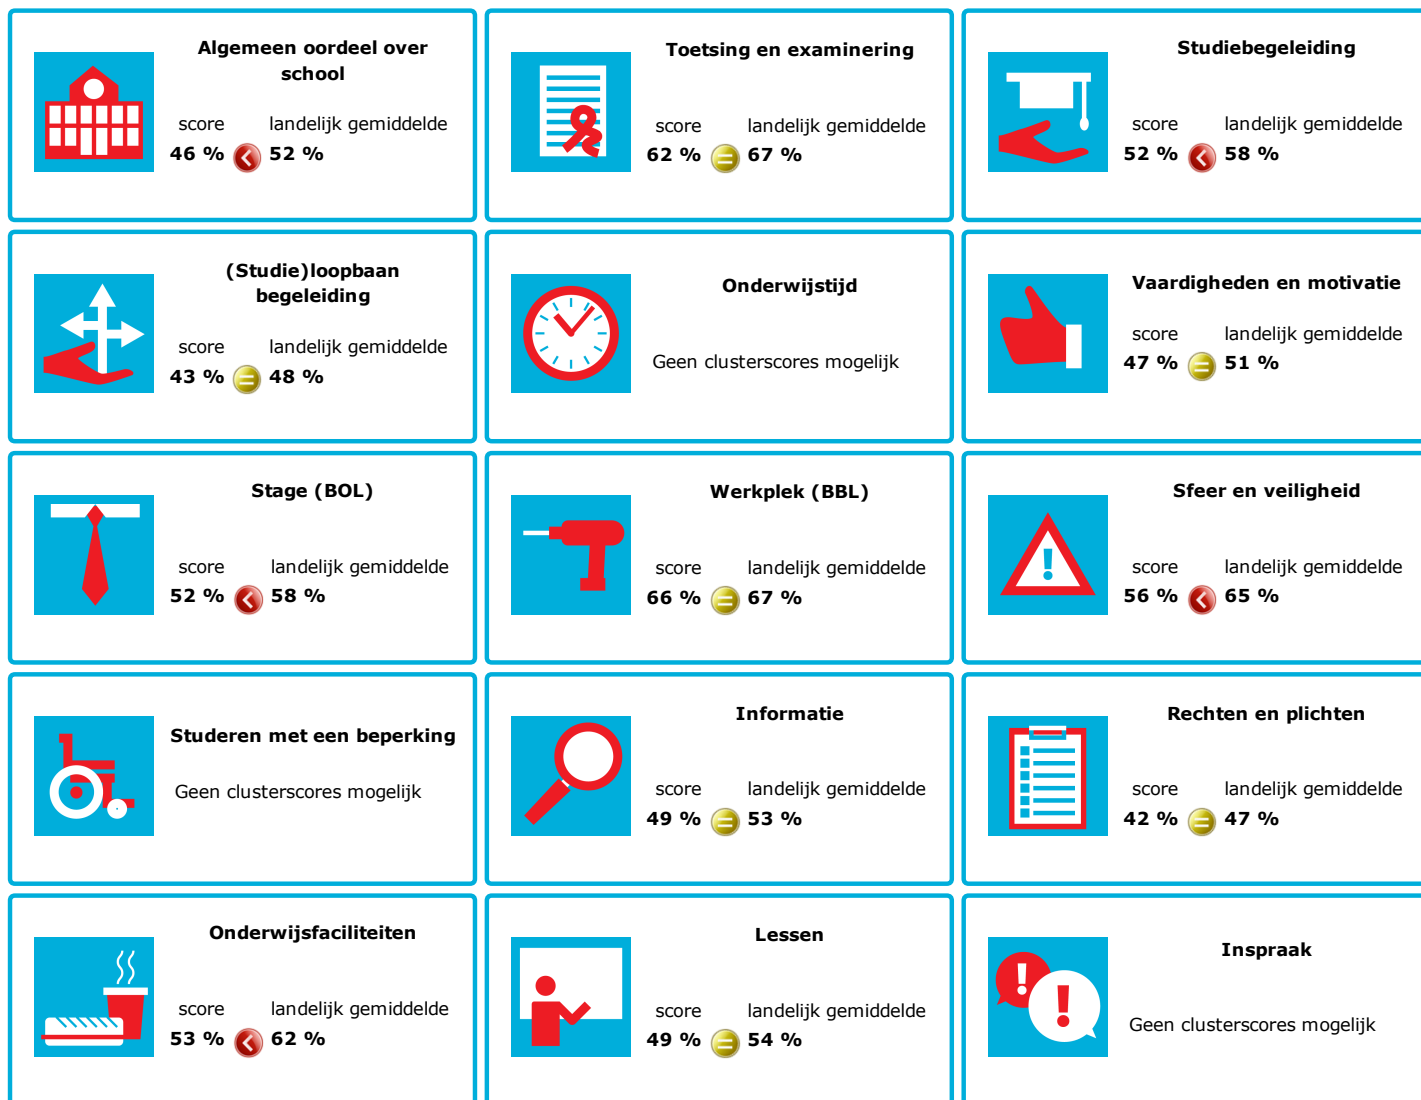 Algemeen oordeel over
school
score landelijk gemiddelde
46 % 52 %
Toetsing en examinering
score landelijk gemiddelde
62 % = 67 %
Studiebegeleiding
score landelijk gemiddelde
52 % 58 %
(Studie)loopbaan
begeleiding
score landelijk gemiddelde
43 % = 48 %
Onderwijstijd
Geen clusterscores mogelijk
Vaardigheden en motivatie
score landelijk gemiddelde
47 % = 51 %
Stage (BOL)
score landelijk gemiddelde
52 % 58 %
Werkplek (BBL)
score landelijk gemiddelde
66 % = 67 %
Sfeer en veiligheid
score landelijk gemiddelde
56 % 65 %
Studeren met een beperking
Geen clusterscores mogelijk
Informatie
score landelijk gemiddelde
49 % = 53 %
Rechten en plichten
score landelijk gemiddelde
42 % = 47 %
Onderwijsfaciliteiten
score landelijk gemiddelde
53 % 62 %
Lessen
score landelijk gemiddelde
49 % = 54 %
Inspraak
Geen clusterscores mogelijk